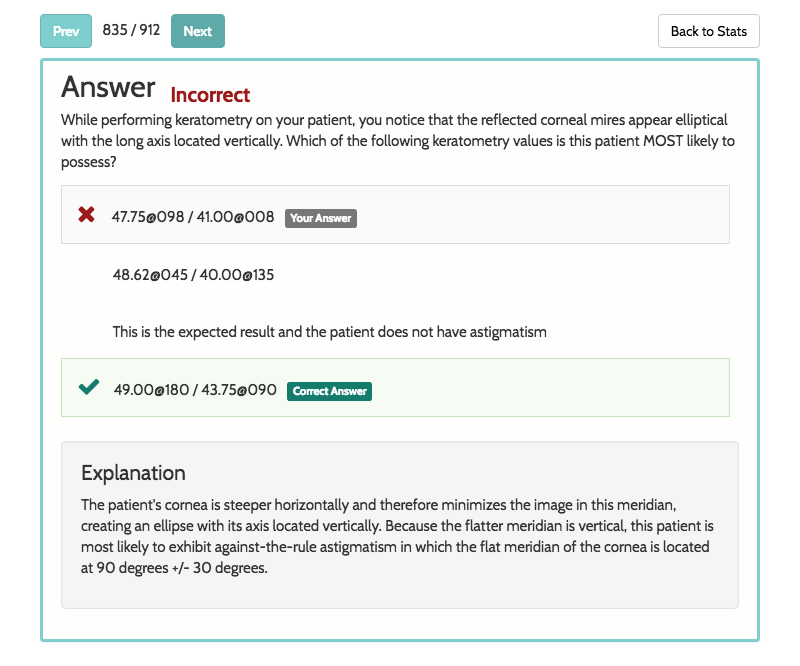 Prev 835 / 912 Next Back to Stats
Answer Incorrect
While performing keratometry on your patient, you notice that the reflected corneal mires appear elliptical
with the long axis located vertically. Which of the following keratometry values is this patient MOST likely to
possess?
47.75@098 / 41.00@008 Your Answer
48.62@045 / 40.00@135
This is the expected result and the patient does not have astigmatism
49.00@180 / 43.75@090 Correct Answer
Explanation
The patient's cornea is steeper horizontally and therefore minimizes the image in this meridian,
creating an ellipse with its axis located vertically. Because the flatter meridian is vertical, this patient is
most likely to exhibit against-the-rule astigmatism in which the flat meridian of the cornea is located
at 90 degrees +/- 30 degrees.